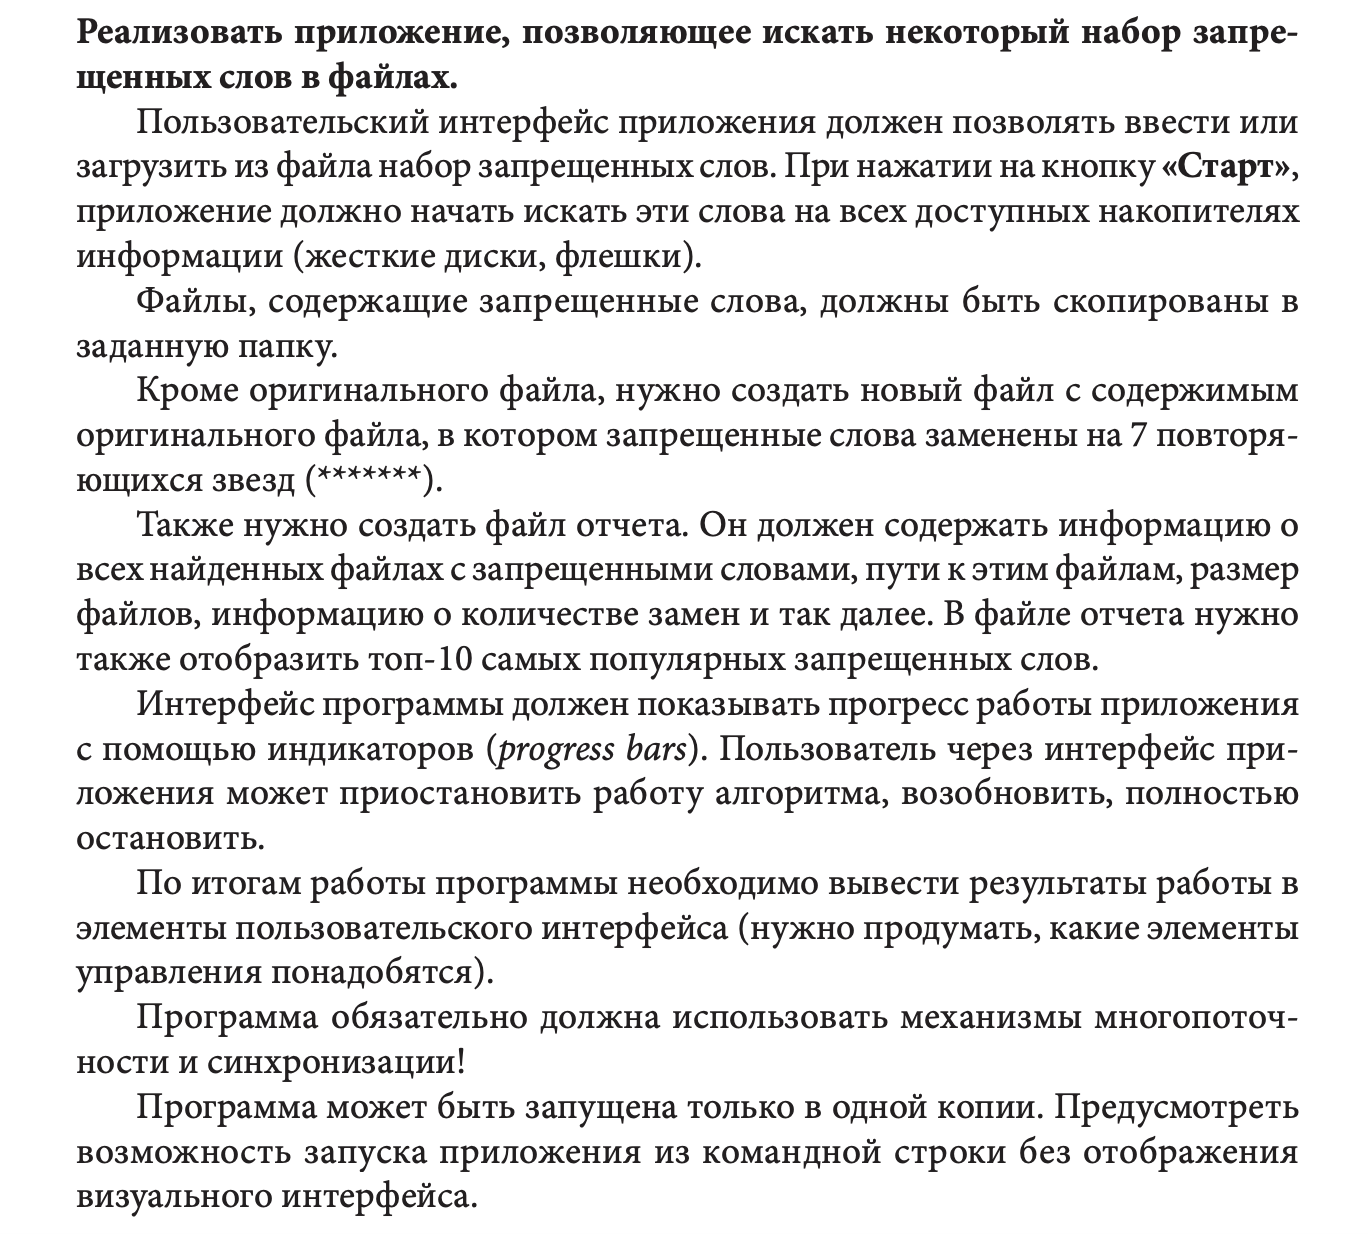 Реализовать приложение, позволяющее искать некоторый набор запре-
щенных слов в файлах.
Пользовательский интерфейс приложения должен позволять ввести или
загрузить из файла набор запрещенных слов. При нажатии на кнопку «Старт»,
приложение должно начать искать эти слова на всех доступных накопителях
информации (жесткие диски, флешки).
Файлы, содержащие запрещенные слова, должны быть скопированы в
заданную папку.
Кроме оригинального файла, нужно создать новый файл с содержимым
оригинального файла, в котором запрещенные слова заменены на 7 повторя-
ющихся звезд (*******).
Также нужно создать файл отчета. Он должен содержать информацию о
всех найденных файлах с запрещенными словами, пути к этим файлам, размер
файлов, информацию о количестве замен и так далее. В файле отчета нужно
также отобразить топ-10 самых популярных запрещенных слов.
Интерфейс программы должен показывать прогресс работы приложения
с помощью индикаторов (progress bars). Пользователь через интерфейс при-
ложения может приостановить работу алгоритма, возобновить, полностью
остановить.
По итогам работы программы необходимо вывести результаты работы в
элементы пользовательского интерфейса (нужно продумать, какие элементы
управления понадобятся).
Программа обязательно должна использовать механизмы многопоточ-
ности и синхронизации!
Программа может быть запущена только в одной копии. Предусмотреть
возможность запуска приложения из командной строки без отображения
визуального интерфейса.